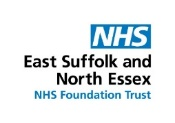 NHS
East Suffolk and
North Essex
NHS Foundation Trust